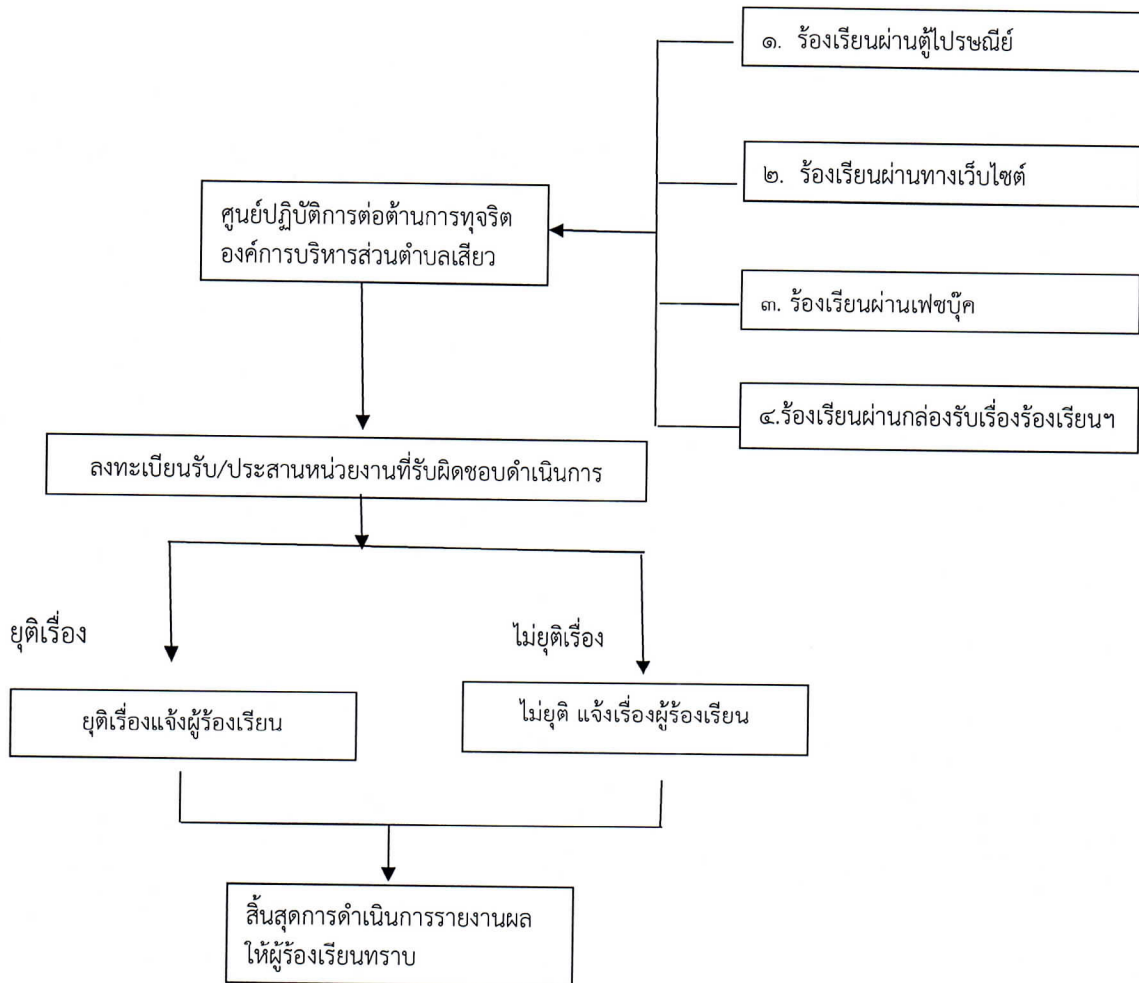 ๑. ร้องเรียนผ่านตู้ไปรษณีย์
๒. ร้องเรียนผ่านทางเว็บไซต์
ศูนย์ปฏิบัติการต่อต้านการทุจริต
องค์การบริหารส่วนตำบลเสียว
๓. ร้องเรียนผ่านเฟซบุ๊ค
๔.ร้องเรียนผ่านกล่องรับเรื่องร้องเรียนฯ
ลงทะเบียนรับ/ประสานหน่วยงานที่รับผิดชอบดำเนินการ
ยุติเรื่อง
ไม่ยุติเรื่อง
ยุติเรื่องแจ้งผู้ร้องเรียน
ไม่ยุติ แจ้งเรื่องผู้ร้องเรียน
สิ้นสุดการดำเนินการรายงานผล
ให้ผู้ร้องเรียนทราบ